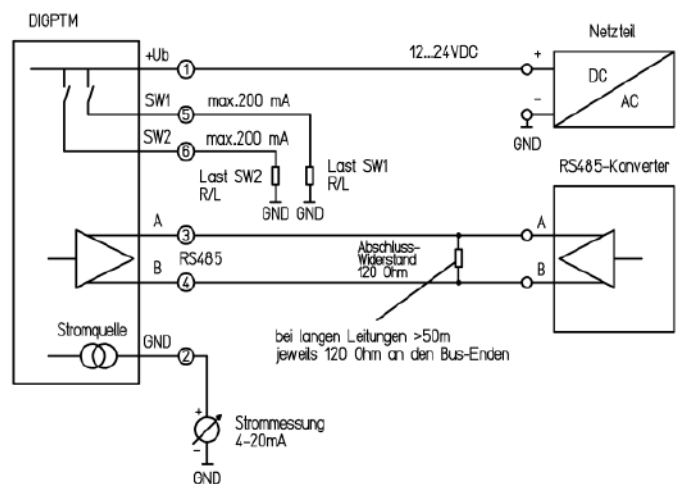 DIGPTM
Netzteil
+Ub
1
12...24VDC
+
DC
AC
-
GND
SW1
5
max.200 mA
SW2
6
max.200 mA
Last SW2
R/L
Last SW1
R/L
GND
GND
RS485-Konverter
A
3
RS485
A
B
4
B
Abschluss-
Widerstand
120 Ohm
bei langen Leitungen >50m
jeweils 120 Ohm an den Bus-Enden
Stromquelle
GND
2
+
Strommessung
4-20mA
-
GND